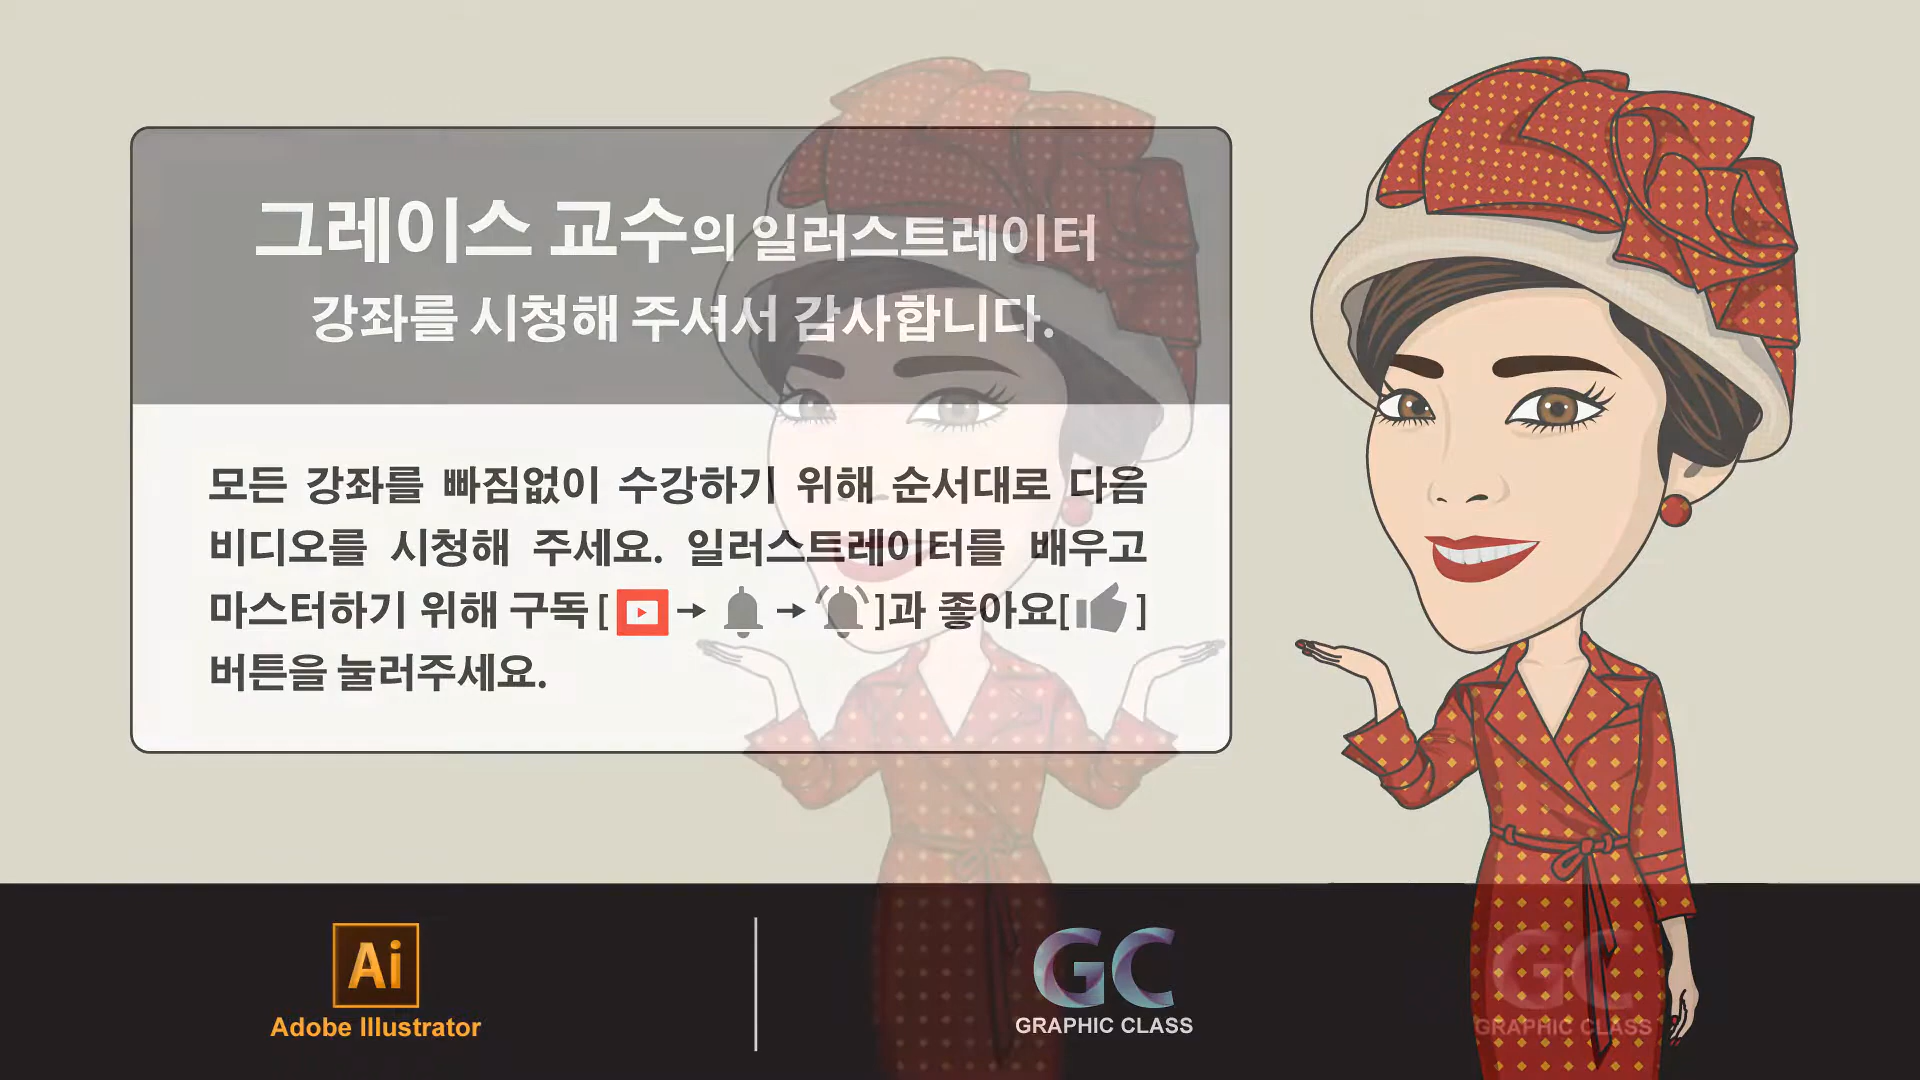 그레이스 교수의 일러스트레이터
강좌를 시청해 주셔서 감사합니다.
모든 강좌를 빠짐없이 수강하기 위해 순서대로 다음
비디오를 시청해 주세요. 일러스트레이터를 배우고
마스터하기 위해 구독[→→]과 좋아요[]
버튼을 눌러주세요.
Ai
Adobe Illustrator
GC
GRAPHIC CLASS
GC
GRAPHIC CLASS